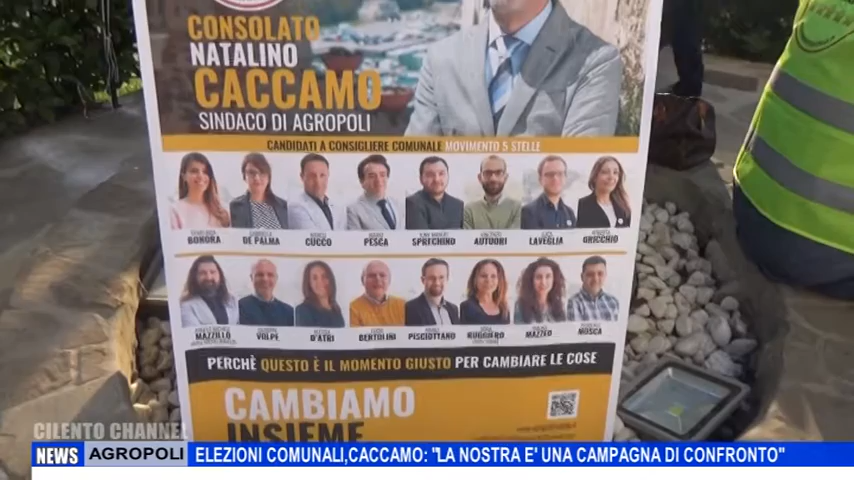 CONSOLATO
NATALINO
CACCAMO
SINDACO DI AGROPOLI
CANDIDATI A CONSIGLIERE COMUNALE MOVIMENTO 5 STELLE
BONORA DE PALMA CUCCO PESCA SPRECHINO AUTUORI LAVEGLIA GRICCHIO
MAZZILLO VOLPE D'ATRI BERTOLINI PISCIOTTANO RUGGIERO MAZZEO MOSCA
PERCHÈ QUESTO È IL MOMENTO GIUSTO PER CAMBIARE LE COSE
CAMBIAMO
INSIEME
CILENTO CHANNEL
NEWS AGROPOLI ELEZIONI COMUNALI,CACCAMO: "LA NOSTRA E' UNA CAMPAGNA DI CONFRONTO"